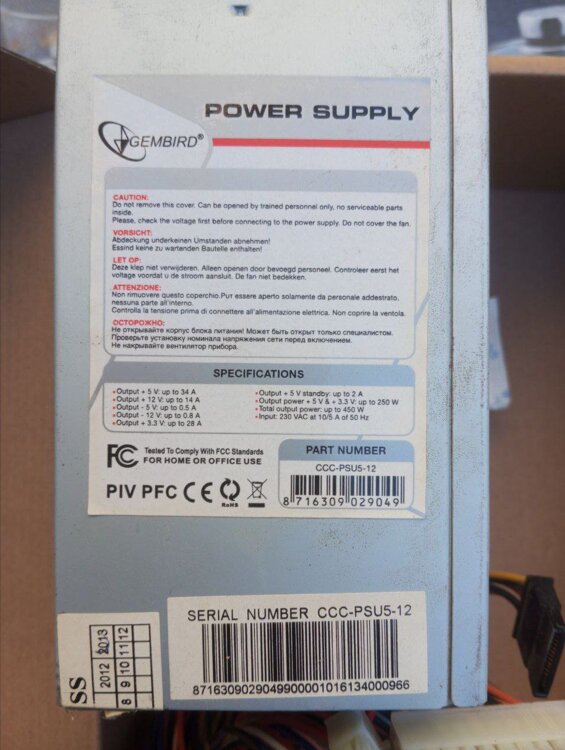 POWER SUPPLY
GEMBIRD®
CAUTION:
Do not remove this cover. Can be opened by trained personnel only, no serviceable parts
inside.
Please, check the voltage first before connecting to the power supply. Do not cover the fan.
VORSICHT:
Abdeckung underkeinen Umstanden abnehmen!
Essind keine zu wartenden Bautelle enthalten!
LET OP:
Deze klep niet verwijderen. Alleen openen door bevoegd personeel. Controleer eerst het
voltage voordat u de stroom aansluit. De fan niet bedekken.
ATTENZIONE:
Non rimuovere questo coperchio.Pur essere aperto solamente da personale addestrato,
nessuna parte all'interno.
Controlla la tensione prima di connettere all'alimentazione elettrica. Non coprire la ventola.
ОСТОРОЖНО:
Не открывайте корпус блока питания! Может быть открыт только специалистом.
Проверьте установку номинала напряжения сети перед включением.
Не накрывайте вентилятор прибора.
SPECIFICATIONS
Output + 5 V: up to 34 A
Output + 12 V: up to 14 A
Output - 5 V: up to 0.5 A
Output - 12 V: up to 0.8 A
Output + 3.3 V: up to 28 A
Output + 5 V standby: up to 2 A
Output power + 5 V & + 3.3 V: up to 250 W
Total output power: up to 450 W
Input: 230 VAC at 10/5 A of 50 Hz
FC Tested To Comply With FCC Standards
FOR HOME OR OFFICE USE
PIV PFC CE RoHS
PART NUMBER
CCC-PSU5-12
8 716309 029049
SERIAL NUMBER CCC-PSU5-12
8716309029049900001016134000966
SS
2012 2013
8 9 10 11 12